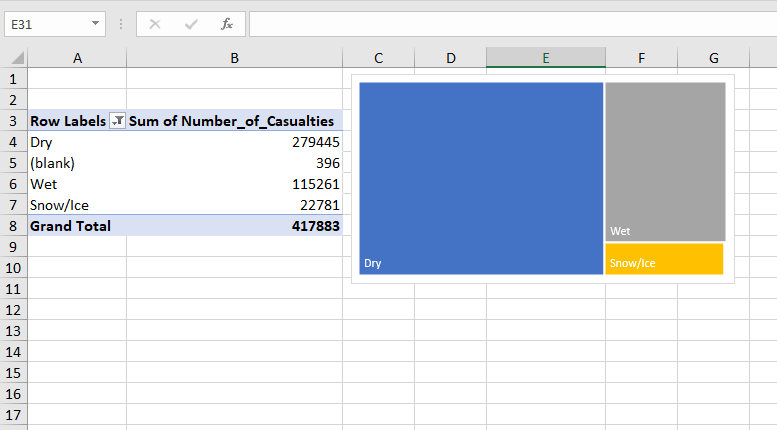 E31 fx
A B C D E F G
1
2
3 Row Labels Sum of Number_of_Casualties
4 Dry 279445
5 (blank) 396
6 Wet 115261
7 Snow/Ice 22781
8 Grand Total 417883
9
10
11
12
13
14
15
16
17
Dry
Wet
Snow/Ice